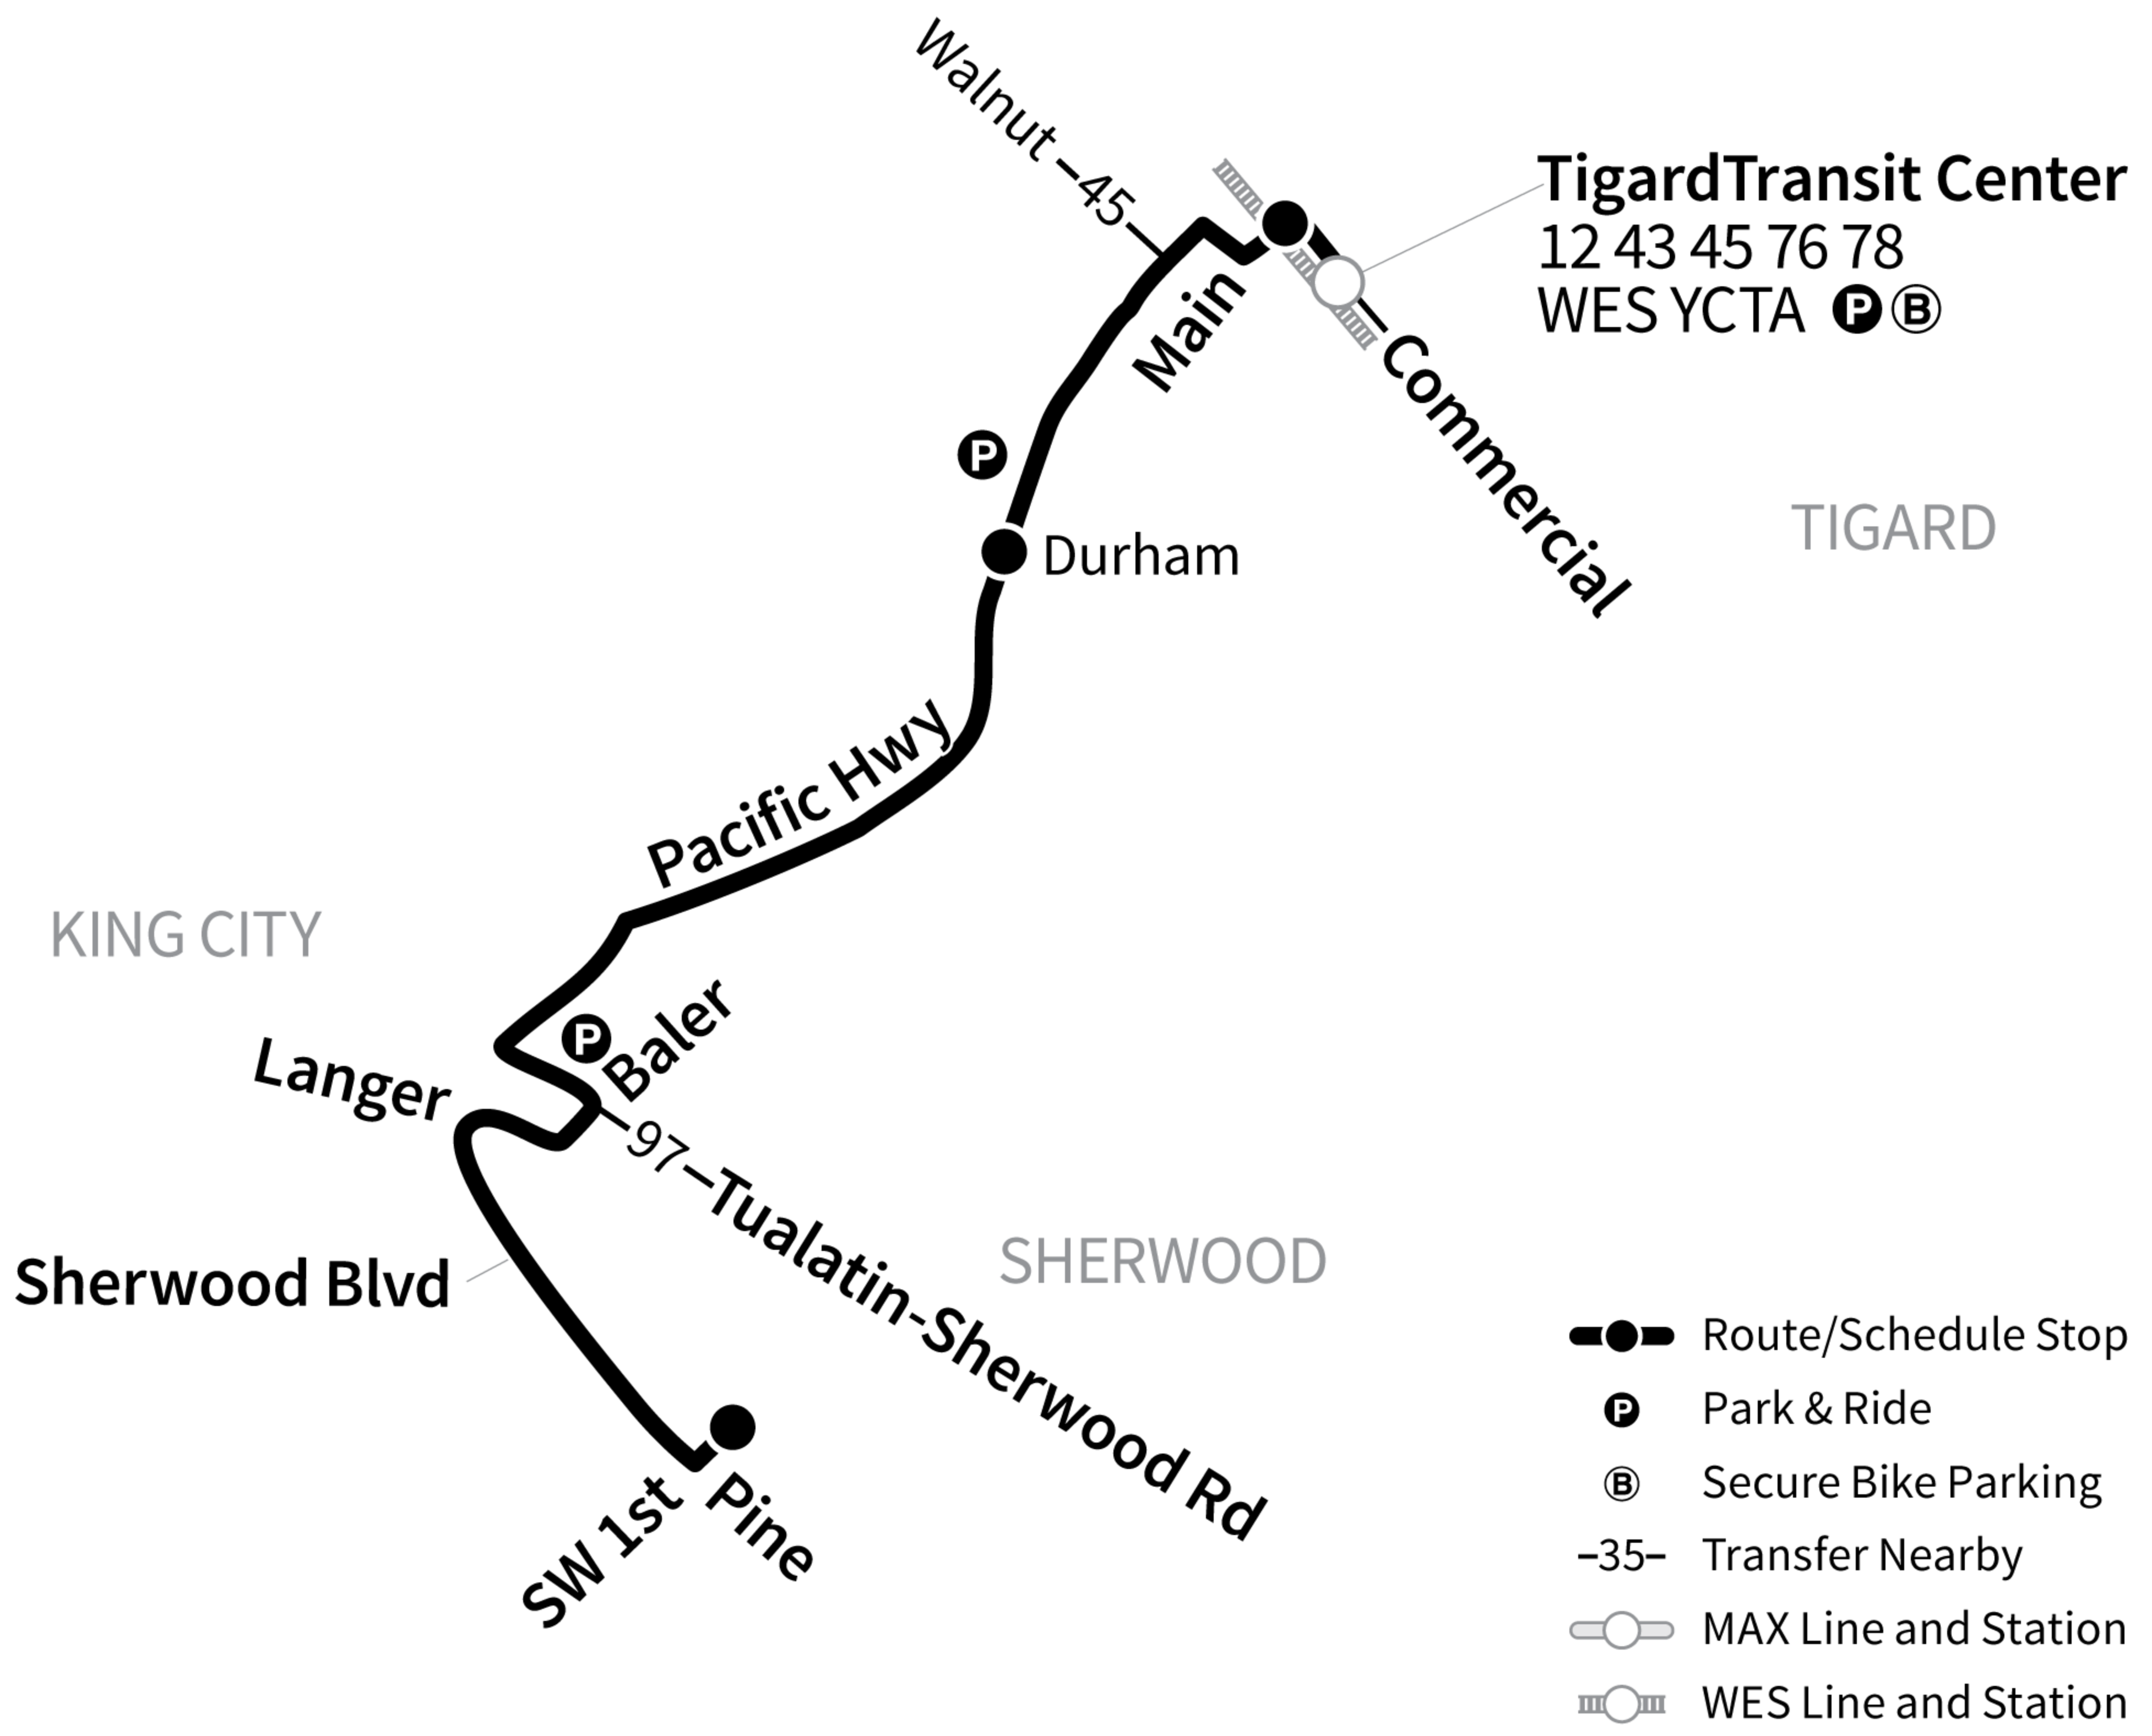 Walnut –45
TigardTransit Center
12 43 45 76 78
WES YCTA P B
Main
Commercial
P
Durham
TIGARD
Pacific Hwy
KING CITY
P
Baler
Langer
–97–Tualatin-Sherwood Rd
SHERWOOD
Sherwood Blvd
SW 1st
Pine
Route/Schedule Stop
P Park & Ride
B Secure Bike Parking
–35– Transfer Nearby
MAX Line and Station
WES Line and Station